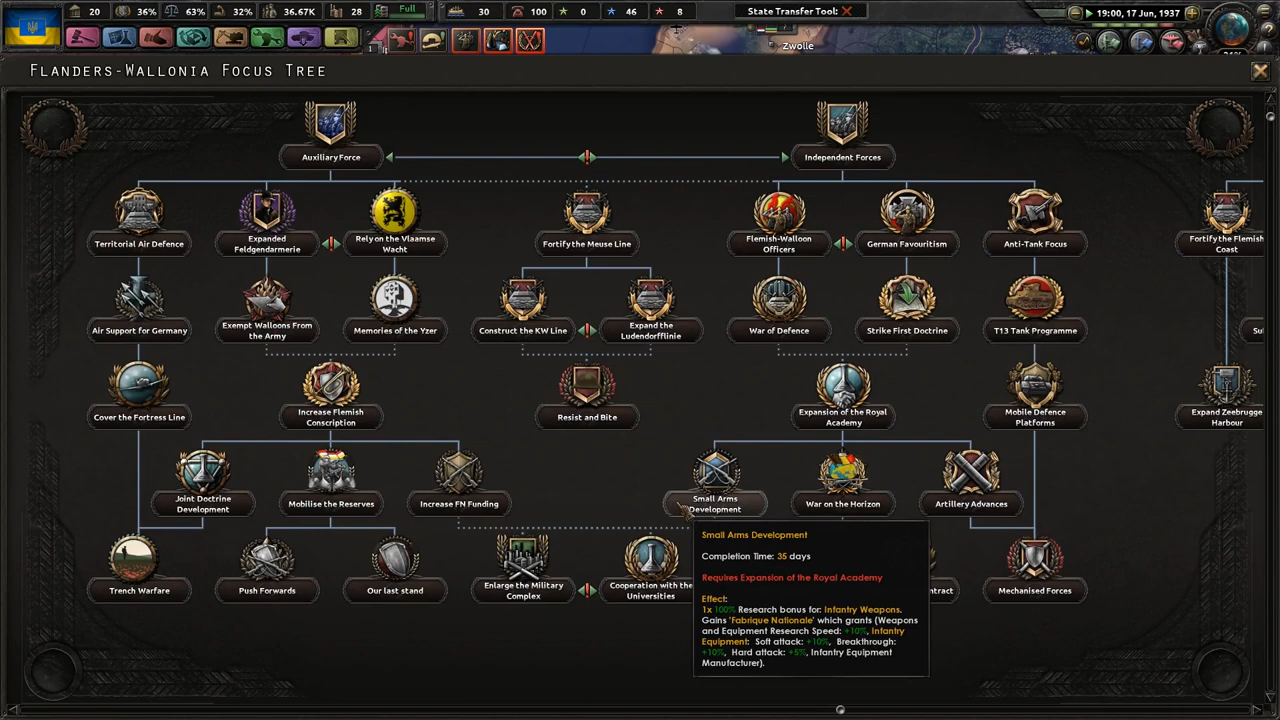 20 36% 63% 32% 36.67K 28 Full 30 100 0 46 8 State Transfer Tool: 19:00, 17 Jun, 1937
Zwolle
Flanders-Wallonia Focus Tree
Auxiliary Force
Independent Forces
Territorial Air Defence
Expanded
Feldgendarmerie
Rely on the Vlaamse
Wacht
Fortify the Meuse Line
Flemish-Walloon
Officers
German Favouritism
Anti-Tank Focus
Fortify the Flemish
Coast
Air Support for Germany
Exempt Walloons From
the Army
Memories of the Yzer
Construct the KW Line
Expand the
Ludendorfflinie
War of Defence
Strike First Doctrine
T13 Tank Programme
Cover the Fortress Line
Increase Flemish
Conscription
Resist and Bite
Expansion of the Royal
Academy
Mobile Defence
Platforms
Expand Zeebrugge
Harbour
Joint Doctrine
Development
Mobilise the Reserves
Increase FN Funding
Small Arms
Development
War on the Horizon
Artillery Advances
Trench Warfare
Push Forwards
Our last stand
Enlarge the Military
Complex
Cooperation with the
Universities
Mechanised Forces
Small Arms Development
Completion Time: 35 days
Requires Expansion of the Royal Academy
Effect:
1x 100% Research bonus for: Infantry Weapons.
Gains 'Fabrique Nationale' which grants (Weapons
and Equipment Research Speed: +10%, Infantry
Equipment: Soft attack: +10%, Breakthrough:
+10%, Hard attack: +5%, Infantry Equipment
Manufacturer).